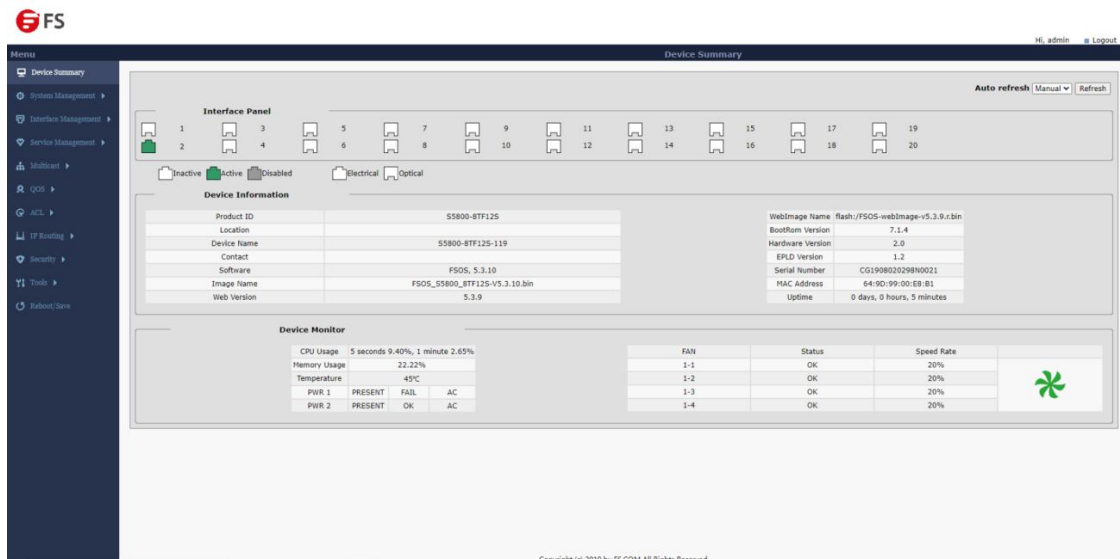 FS
Hi, admin Logout
Menu Device Summary
Device Summary
System Management
Interface Management
Service Management
Multicast
QOS
ACL
IP Routing
Security
Tools
Reboot/Save
Auto refresh Manual Refresh
Interface Panel
1 3 5 7 9 11 13 15 17 19
2 4 6 8 10 12 14 16 18 20
Inactive Active Disabled Electrical Optical
Device Information
Product ID S5800-8TF12S
Location
Device Name S5800-8TF12S-119
Contact
Software FSOS, 5.3.10
Image Name FSOS_S5800_8TF12S-V5.3.10.bin
Web Version 5.3.9
WebImage Name flash:/FSOS-webImage-v5.3.9.r.bin
BootRom Version 7.1.4
Hardware Version 2.0
EPLD Version 1.2
Serial Number CG1908020298N0021
MAC Address 64:9D:99:00:E8:B1
Uptime 0 days, 0 hours, 5 minutes
Device Monitor
CPU Usage 5 seconds 9.40%, 1 minute 2.65%
Memory Usage 22.22%
Temperature 45℃
PWR 1 PRESENT FAIL AC
PWR 2 PRESENT OK AC
FAN Status Speed Rate
1-1 OK 20%
1-2 OK 20%
1-3 OK 20%
1-4 OK 20%